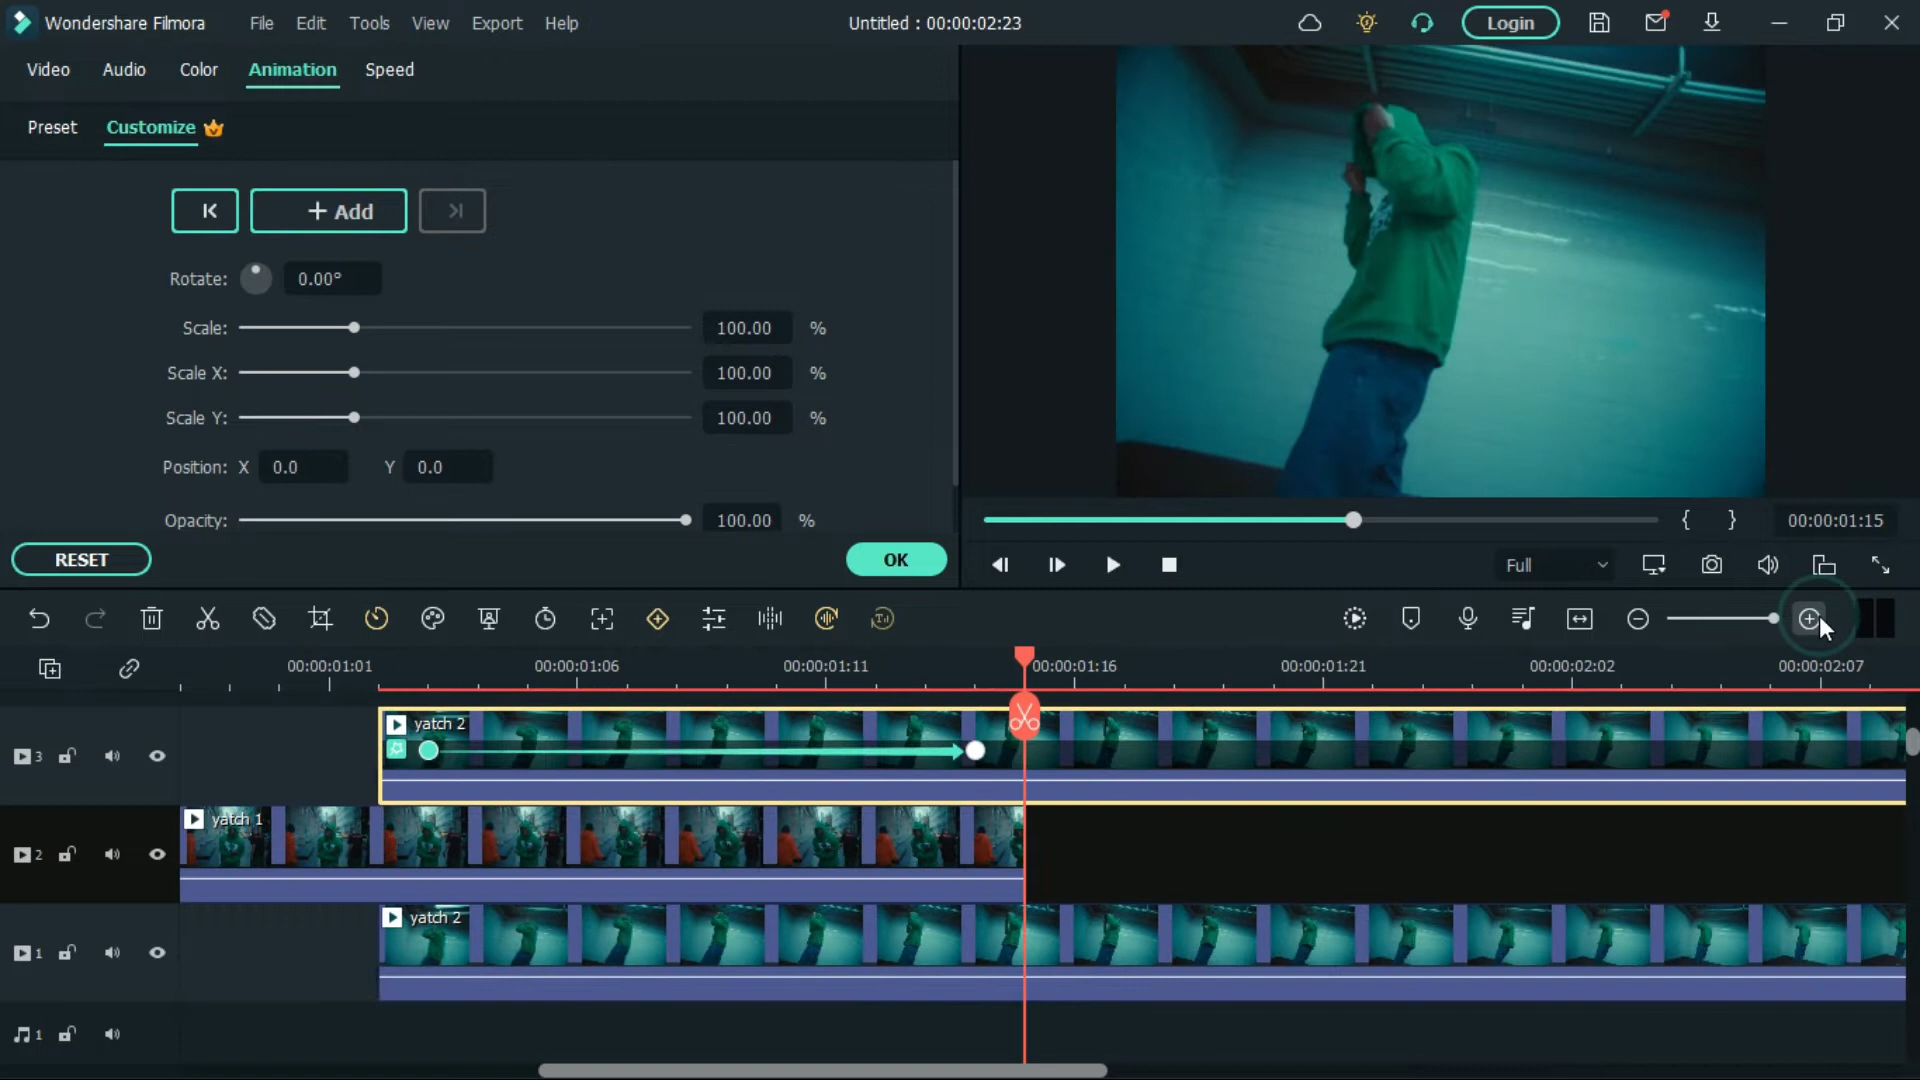 Wondershare Filmora File Edit Tools View Export Help Untitled : 00:00:02:23 Login
Video Audio Color Animation Speed
Preset Customize
+ Add
Rotate: 0.00°
Scale: 100.00 %
Scale X: 100.00 %
Scale Y: 100.00 %
Position: X 0.0 Y 0.0
Opacity: 100.00 %
RESET OK
{ } 00:00:01:15
Full
00:00:01:01 00:00:01:06 00:00:01:11 00:00:01:16 00:00:01:21 00:00:02:02 00:00:02:07
yatch 2
3
yatch 1
2
yatch 2
1
1